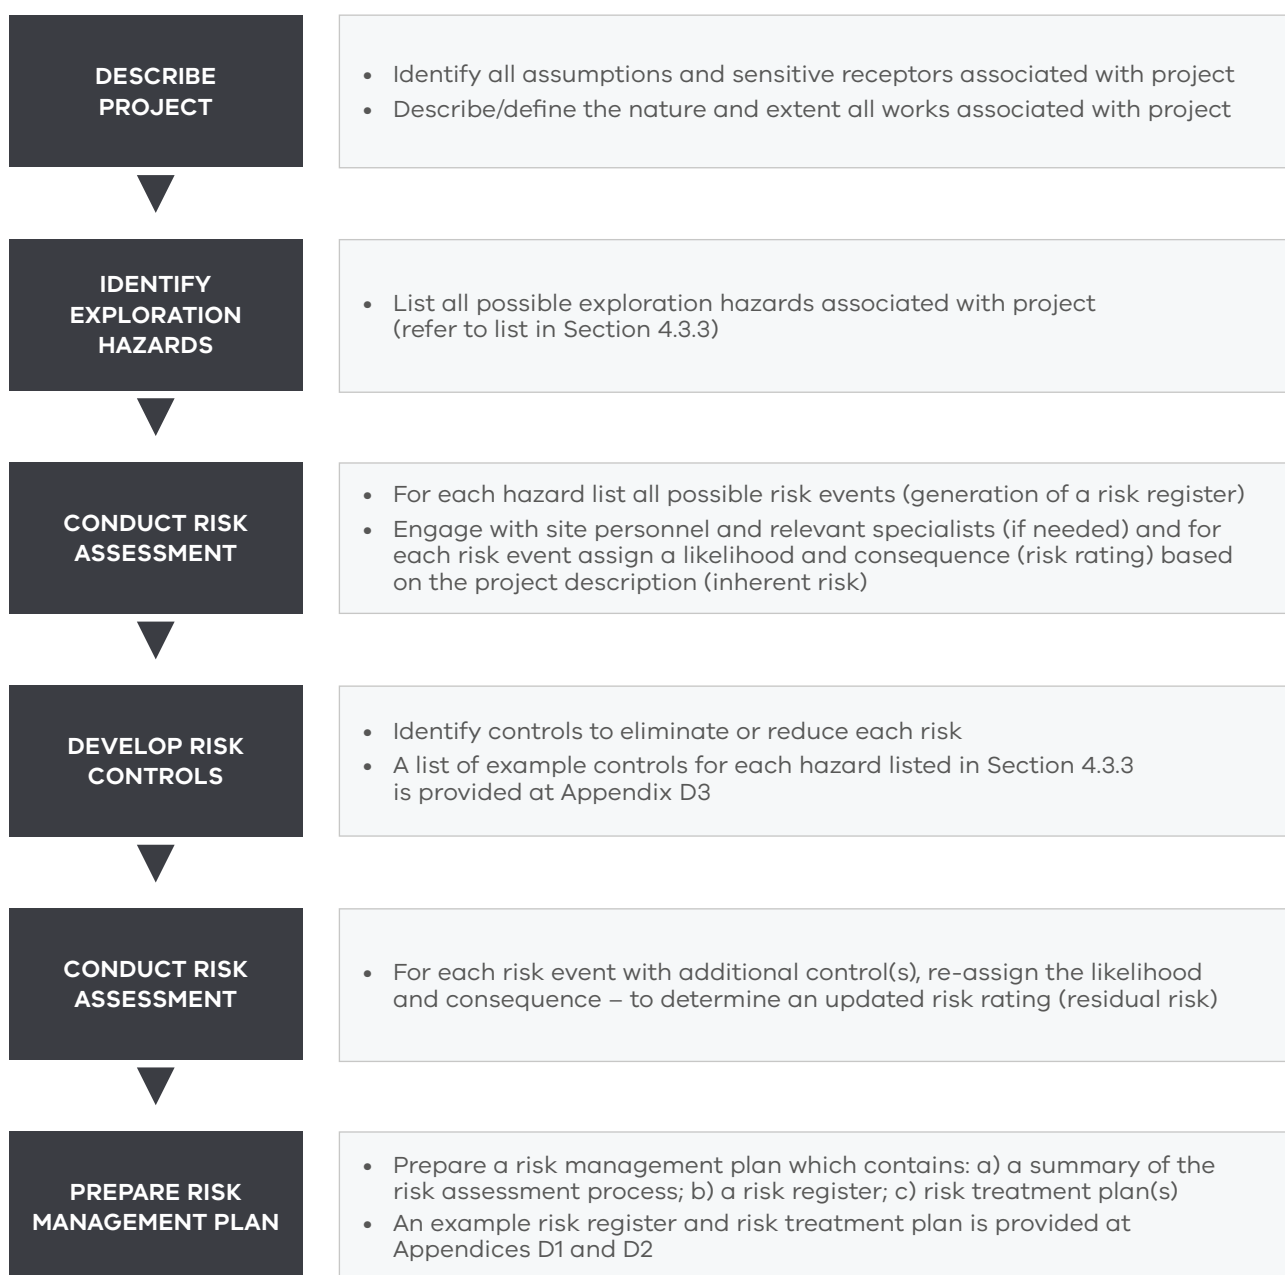 DESCRIBE
PROJECT
• Identify all assumptions and sensitive receptors associated with project
• Describe/define the nature and extent all works associated with project
IDENTIFY
EXPLORATION
HAZARDS
• List all possible exploration hazards associated with project
(refer to list in Section 4.3.3)
CONDUCT RISK
ASSESSMENT
• For each hazard list all possible risk events (generation of a risk register)
• Engage with site personnel and relevant specialists (if needed) and for
each risk event assign a likelihood and consequence (risk rating) based
on the project description (inherent risk)
DEVELOP RISK
CONTROLS
• Identify controls to eliminate or reduce each risk
• A list of example controls for each hazard listed in Section 4.3.3
is provided at Appendix D3
CONDUCT RISK
ASSESSMENT
• For each risk event with additional control(s), re-assign the likelihood
and consequence – to determine an updated risk rating (residual risk)
PREPARE RISK
MANAGEMENT PLAN
• Prepare a risk management plan which contains: a) a summary of the
risk assessment process; b) a risk register; c) risk treatment plan(s)
• An example risk register and risk treatment plan is provided at
Appendices D1 and D2